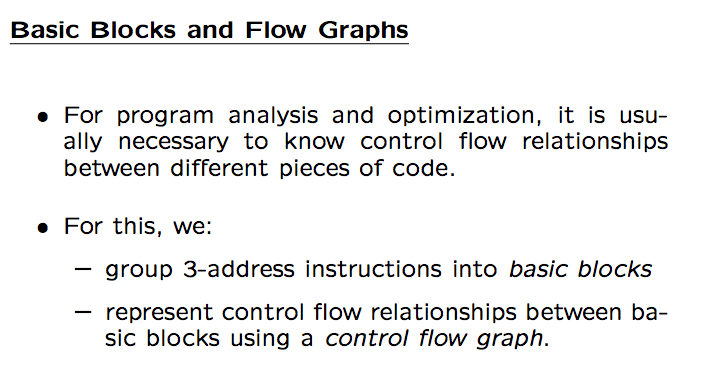 Basic Blocks and Flow Graphs
● For program analysis and optimization, it is usu-
ally necessary to know control flow relationships
between different pieces of code.
● For this, we:
– group 3-address instructions into basic blocks
– represent control flow relationships between ba-
sic blocks using a control flow graph.